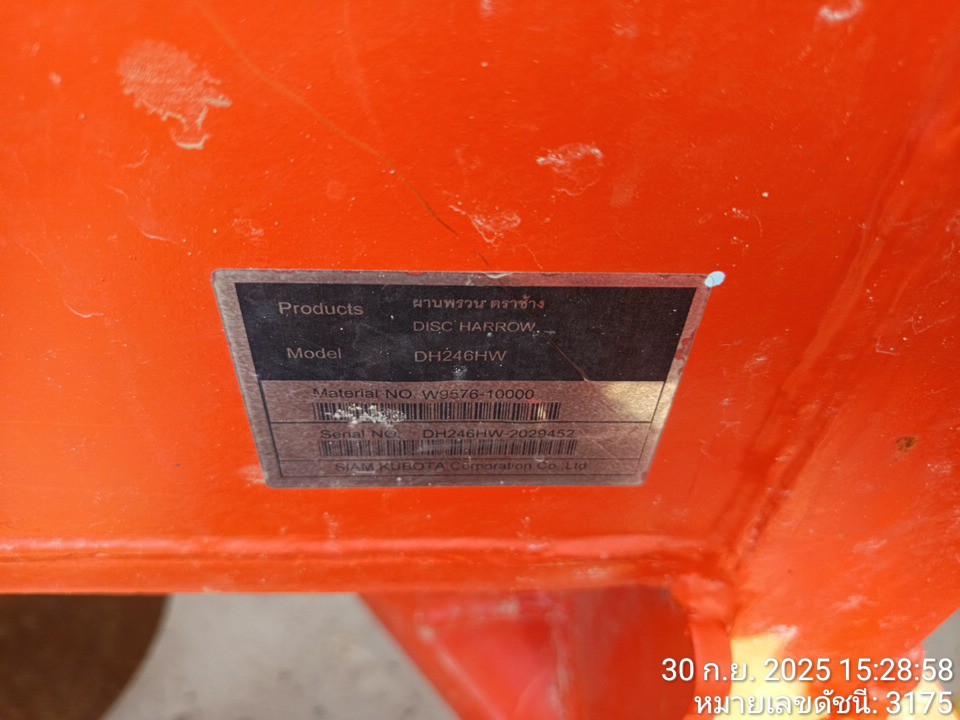 Products ผานพรวน ตราช้าง
DISC HARROW
Model DH246HW
Material NO. W9576-10000
Serial NO. DH246HW-2029452
SIAM KUBOTA Corporation Co.,Ltd
30 ก.ย. 2025 15:28:58
หมายเลขดัชนี: 3175